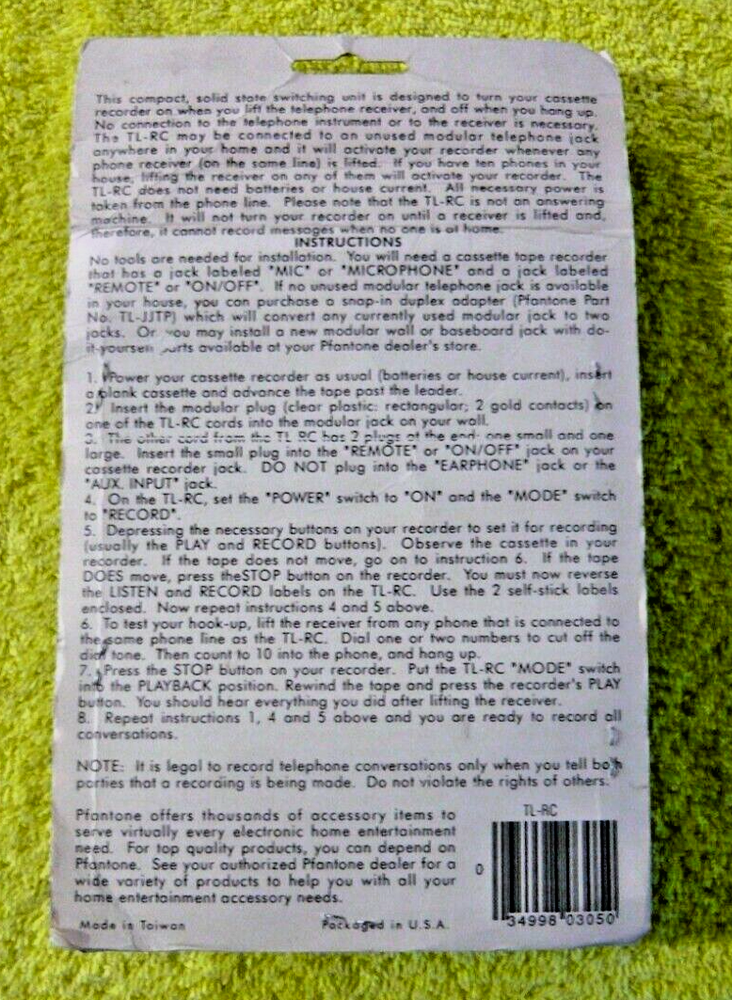 This compact, solid state switching unit is designed to turn your cassette
recorder on when you lift the telephone receiver, and off when you hang up.
No connection to the telephone instrument or to the receiver is necessary.
The TL-RC may be connected to an unused modular telephone jack
anywhere in your home and it will activate your recorder whenever any
phone receiver (on the same line) is lifted. If you have ten phones in your
house, lifting the receiver on any of them will activate your recorder. The
TL-RC does not need batteries or house current. All necessary power is
taken from the phone line. Please note that the TL-RC is not an answering
machine. It will not turn your recorder on until a receiver is lifted and,
therefore, it cannot record messages when no one is at home.
INSTRUCTIONS
No tools are needed for installation. You will need a cassette tape recorder
that has a jack labeled "MIC" or "MICROPHONE" and a jack labeled
"REMOTE" or "ON/OFF". If no unused modular telephone jack is available
in your house, you can purchase a snap-in duplex adapter (Pfantone Part
No. TL-JJTP) which will convert any currently used modular jack to two
jacks. Or you may install a new modular wall or baseboard jack with do-
it-yourself parts available at your Pfantone dealer's store.
1. Power your cassette recorder as usual (batteries or house current), insert
a blank cassette and advance the tape past the leader.
2. Insert the modular plug (clear plastic: rectangular; 2 gold contacts) on
one of the TL-RC cords into the modular jack on your wall.
3. The other cord from the TL-RC has 2 plugs at the end: one small and one
large. Insert the small plug into the "REMOTE" or "ON/OFF" jack on your
cassette recorder jack. DO NOT plug into the "EARPHONE" jack or the
"AUX. INPUT" jack.
4. On the TL-RC, set the "POWER" switch to "ON" and the "MODE" switch
to "RECORD".
5. Depressing the necessary buttons on your recorder to set it for recording
(usually the PLAY and RECORD buttons). Observe the cassette in your
recorder. If the tape does not move, go on to instruction 6. If the tape
DOES move, press theSTOP button on the recorder. You must now reverse
the LISTEN and RECORD labels on the TL-RC. Use the 2 self-stick labels
enclosed. Now repeat instructions 4 and 5 above.
6. To test your hook-up, lift the receiver from any phone that is connected to
the same phone line as the TL-RC. Dial one or two numbers to cut off the
dial tone. Then count to 10 into the phone, and hang up.
7. Press the STOP button on your recorder. Put the TL-RC "MODE" switch
into the PLAYBACK position. Rewind the tape and press the recorder's PLAY
button. You should hear everything you did after lifting the receiver.
8. Repeat instructions 1, 4 and 5 above and you are ready to record all
conversations.
NOTE: It is legal to record telephone conversations only when you tell both
parties that a recording is being made. Do not violate the rights of others.
Pfantone offers thousands of accessory items to
serve virtually every electronic home entertainment
need. For top quality products, you can depend on
Pfantone. See your authorized Pfantone dealer for a
wide variety of products to help you with all your
home entertainment accessory needs.
Made in Taiwan Packaged in U.S.A.
TL-RC
0 34998 03050